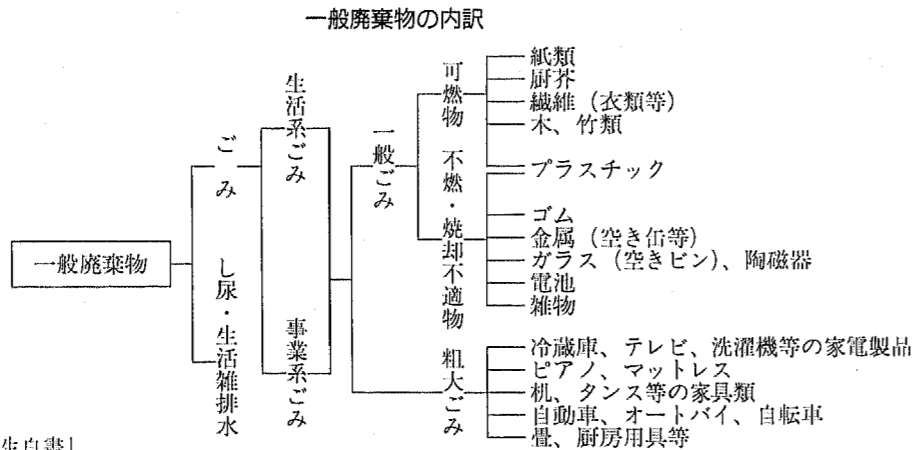 一般廃棄物の内訳
一般廃棄物
ごみ
し尿・生活雑排水
生活系ごみ
事業系ごみ
一般ごみ
可燃物
不燃・焼却不適物
粗大ごみ
紙類
厨芥
繊維（衣類等）
木、竹類
プラスチック
ゴム
金属（空き缶等）
ガラス（空きビン）、陶磁器
電池
雑物
冷蔵庫、テレビ、洗濯機等の家電製品
ピアノ、マットレス
机、タンス等の家具類
自動車、オートバイ、自転車
畳、厨房用具等